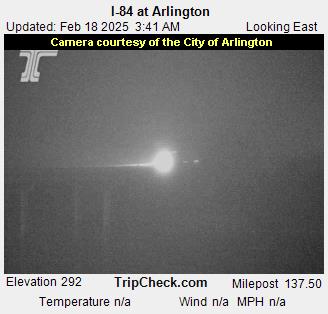 I-84 at Arlington
Updated: Feb 18 2025 3:41 AM Looking East
Camera courtesy of the City of Arlington
Elevation 292 TripCheck.com Milepost 137.50
Temperature n/a Wind n/a MPH n/a